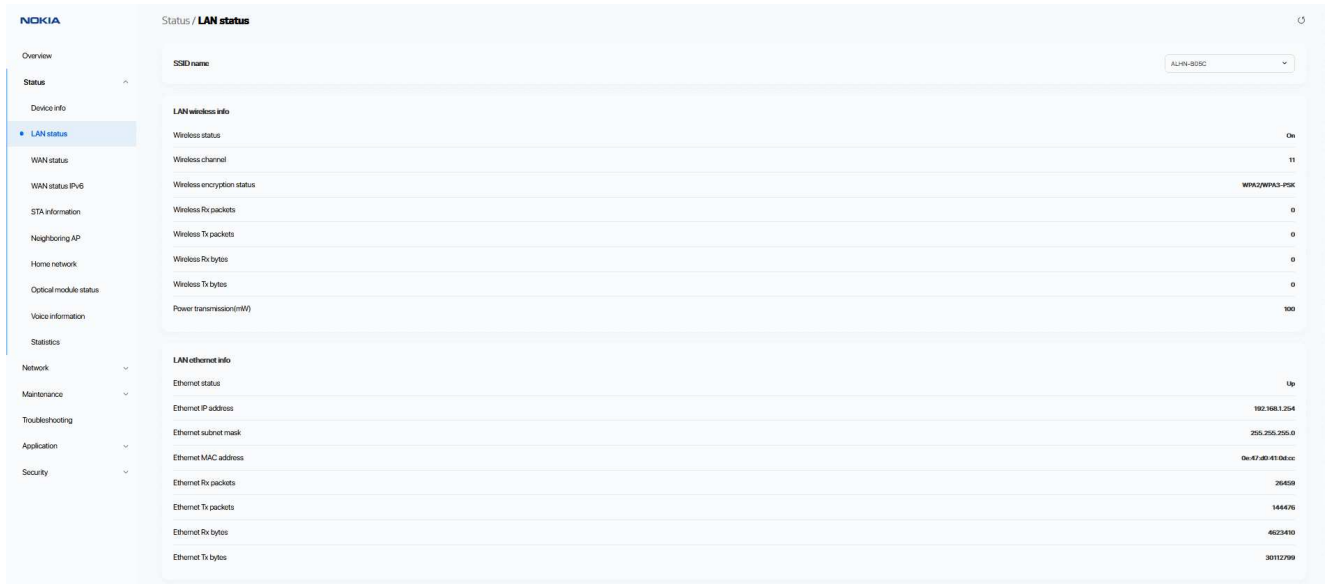 NOKIA
Overview
Status
Device info
LAN status
WAN status
WAN status IPv6
STA information
Neighboring AP
Home network
Optical module status
Voice information
Statistics
Network
Maintenance
Troubleshooting
Application
Security
Status / LAN status
SSID name ALHN-805C
LAN wireless info
Wireless status On
Wireless channel 11
Wireless encryption status WPA2/WPA3-PSK
Wireless Rx packets 0
Wireless Tx packets 0
Wireless Rx bytes 0
Wireless Tx bytes 0
Power transmission(mW) 100
LAN ethernet info
Ethernet status Up
Ethernet IP address 192.168.1.254
Ethernet subnet mask 255.255.255.0
Ethernet MAC address 0e:47:d0:41:0d:cc
Ethernet Rx packets 26459
Ethernet Tx packets 144476
Ethernet Rx bytes 4623410
Ethernet Tx bytes 30112799